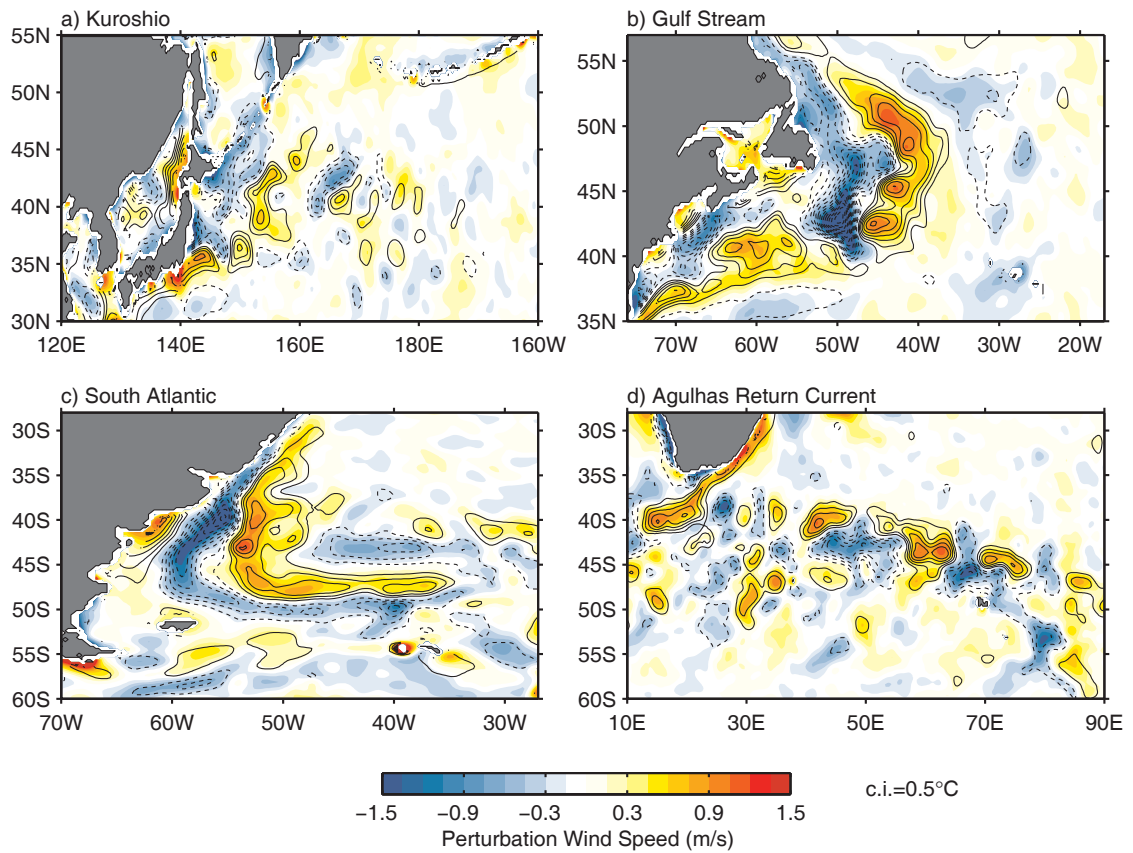 a) Kuroshio
55N
50N
45N
40N
35N
30N
120E 140E 160E 180E 160W
b) Gulf Stream
55N
50N
45N
40N
35N
70W 60W 50W 40W 30W 20W
c) South Atlantic
30S
35S
40S
45S
50S
55S
60S
70W 60W 50W 40W 30W
d) Agulhas Return Current
30S
35S
40S
45S
50S
55S
60S
10E 30E 50E 70E 90E
−1.5 −0.9 −0.3 0.3 0.9 1.5
Perturbation Wind Speed (m/s)
c.i.=0.5°C